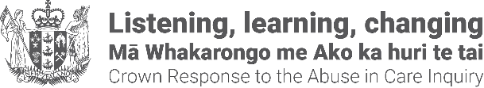 Listening, learning, changing
Mā Whakarongo me Ako ka huri te tai
Crown Response to the Abuse in Care Inquiry